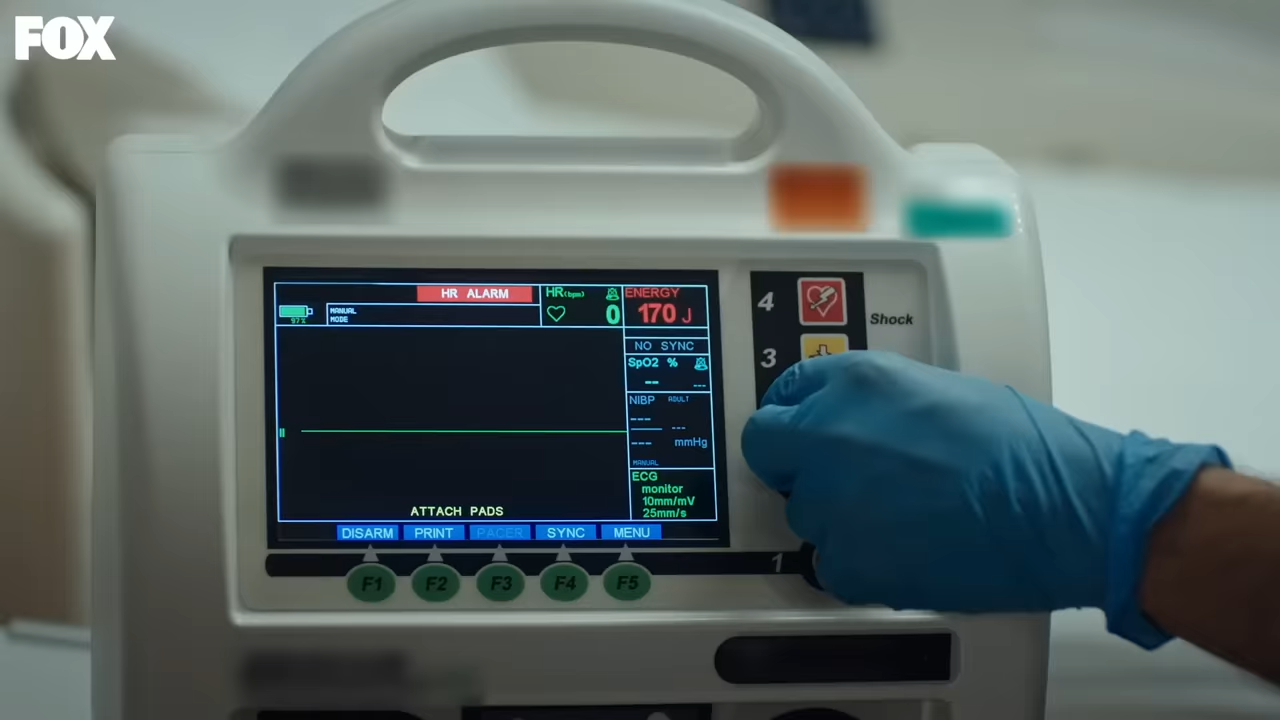 FOX
HR ALARM
HR(bpm)
ENERGY
97%
MANUAL
MODE
0
170 J
NO SYNC
SpO2 %
--
---
NIBP ADULT
---
---
---
mmHg
MANUAL
ECG
monitor
10mm/mV
25mm/s
ATTACH PADS
DISARM
PRINT
PACER
SYNC
MENU
F1
F2
F3
F4
F5
4
Shock
3
1